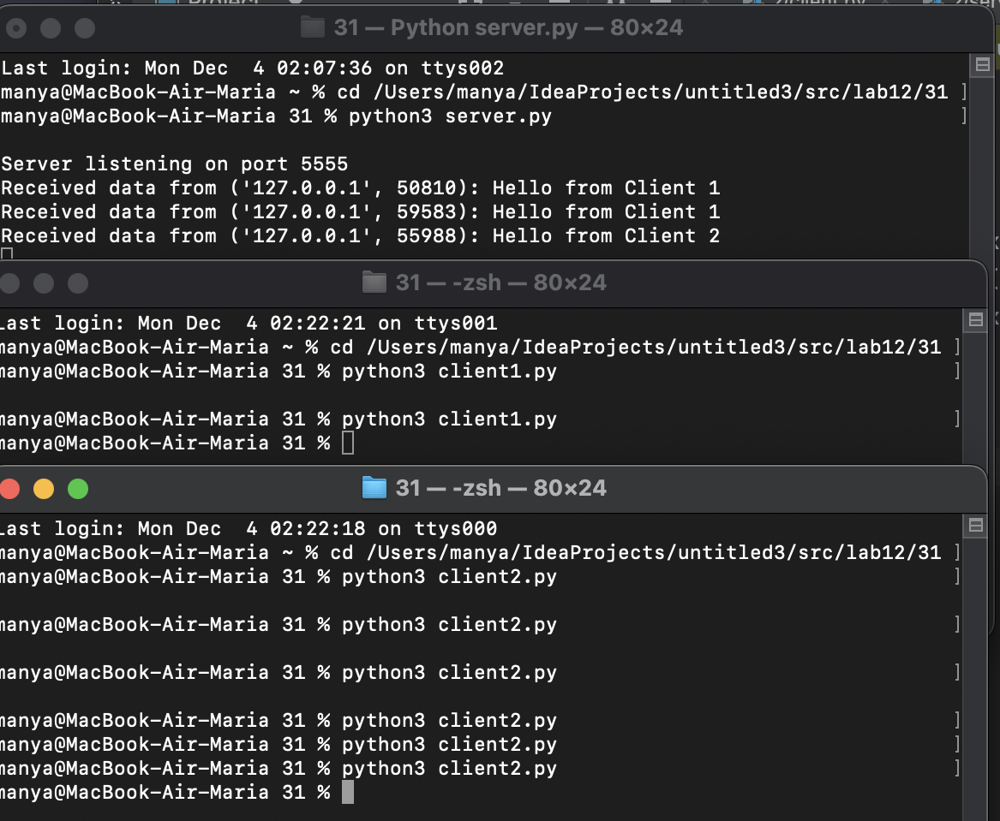 Project
2/client.py
31 — Python server.py — 80×24
Last login: Mon Dec  4 02:07:36 on ttys002
manya@MacBook-Air-Maria ~ % cd /Users/manya/IdeaProjects/untitled3/src/lab12/31 ]
manya@MacBook-Air-Maria 31 % python3 server.py ]
Server listening on port 5555
Received data from ('127.0.0.1', 50810): Hello from Client 1
Received data from ('127.0.0.1', 59583): Hello from Client 1
Received data from ('127.0.0.1', 55988): Hello from Client 2
31 — -zsh — 80×24
Last login: Mon Dec  4 02:22:21 on ttys001
manya@MacBook-Air-Maria ~ % cd /Users/manya/IdeaProjects/untitled3/src/lab12/31 ]
manya@MacBook-Air-Maria 31 % python3 client1.py ]
manya@MacBook-Air-Maria 31 % python3 client1.py ]
manya@MacBook-Air-Maria 31 %
31 — -zsh — 80×24
Last login: Mon Dec  4 02:22:18 on ttys000
manya@MacBook-Air-Maria ~ % cd /Users/manya/IdeaProjects/untitled3/src/lab12/31 ]
manya@MacBook-Air-Maria 31 % python3 client2.py ]
manya@MacBook-Air-Maria 31 % python3 client2.py ]
manya@MacBook-Air-Maria 31 % python3 client2.py ]
manya@MacBook-Air-Maria 31 % python3 client2.py ]
manya@MacBook-Air-Maria 31 % python3 client2.py ]
manya@MacBook-Air-Maria 31 % python3 client2.py ]
manya@MacBook-Air-Maria 31 %